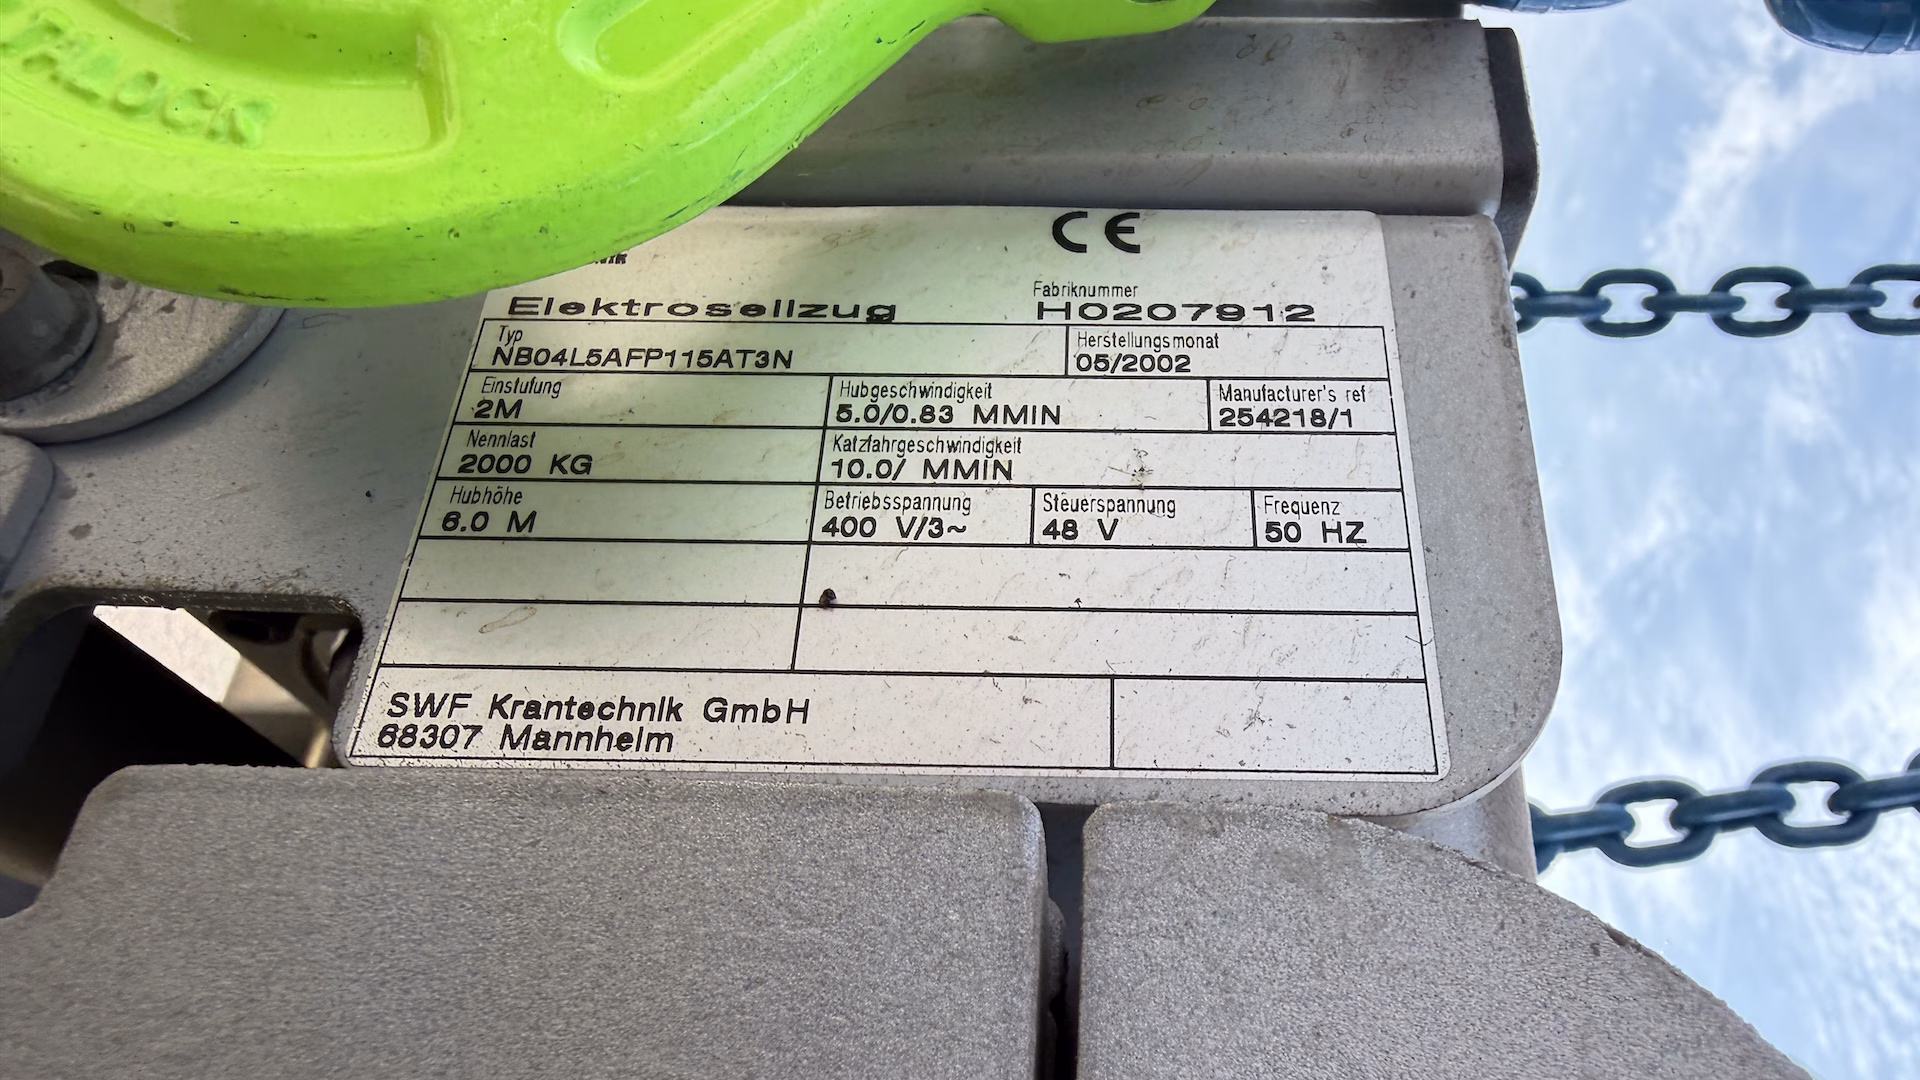 CE
Fabriknummer
Elektroseilzug H0207912
Typ
NB04L5AFP115AT3N
Herstellungsmonat
05/2002
Einstufung
2M
Hubgeschwindigkeit
5.0/0.83 MMIN
Manufacturer's ref
254218/1
Nennlast
2000 KG
Katzfahrgeschwindigkeit
10.0/ MMIN
Hubhöhe
6.0 M
Betriebsspannung
400 V/3~
Steuerspannung
48 V
Frequenz
50 HZ
SWF Krantechnik GmbH
68307 Mannheim